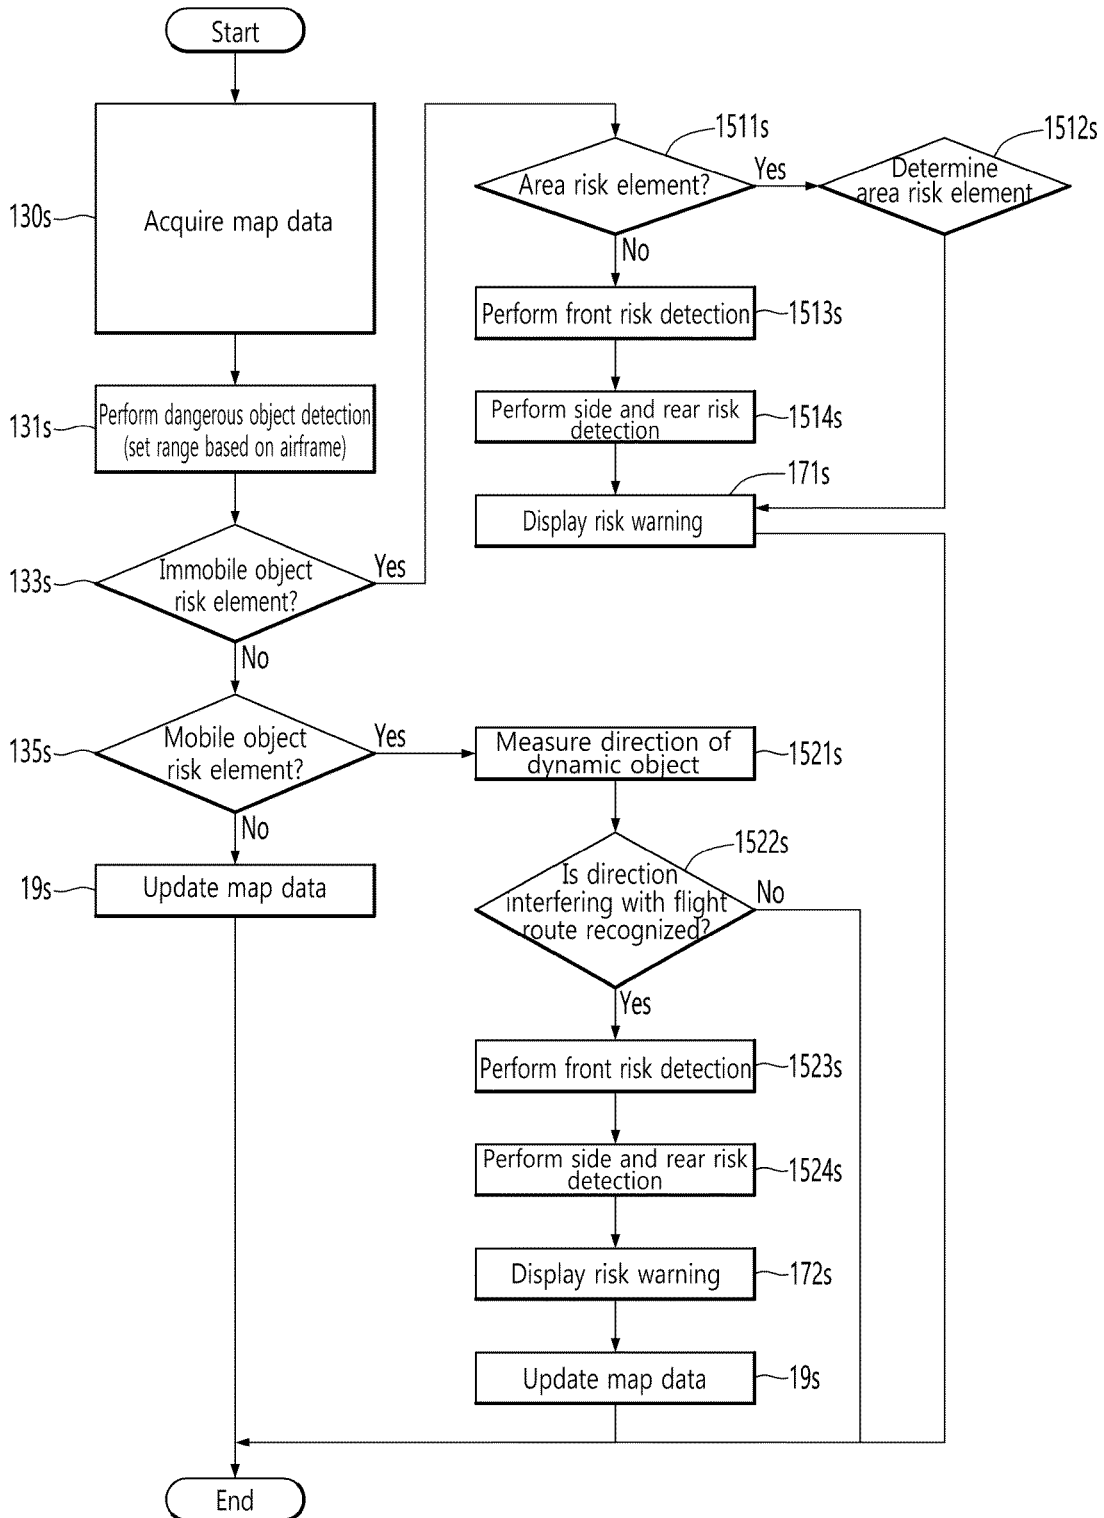 Start
130s
Acquire map data
131s
Perform dangerous object detection
(set range based on airframe)
133s
Immobile object
risk element?
Yes
No
135s
Mobile object
risk element?
Yes
No
19s
Update map data
1511s
Area risk element?
Yes
No
1512s
Determine
area risk element
Perform front risk detection
1513s
Perform side and rear risk
detection
1514s
171s
Display risk warning
Measure direction of
dynamic object
1521s
1522s
Is direction
interfering with flight
route recognized?
No
Yes
Perform front risk detection
1523s
Perform side and rear risk
detection
1524s
Display risk warning
172s
Update map data
19s
End